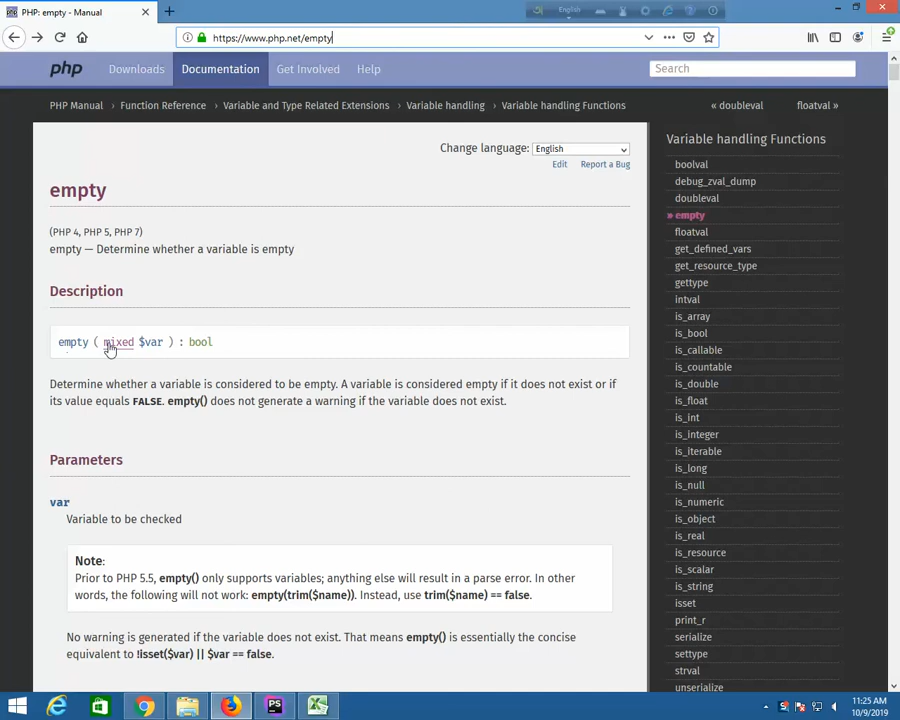 PHP: empty - Manual
English
https://www.php.net/empty
php
Downloads
Documentation
Get Involved
Help
Search
PHP Manual › Function Reference › Variable and Type Related Extensions › Variable handling › Variable handling Functions
« doubleval
floatval »
Change language: English
Edit
Report a Bug
empty
(PHP 4, PHP 5, PHP 7)
empty — Determine whether a variable is empty
Description
empty ( mixed $var ) : bool
Determine whether a variable is considered to be empty. A variable is considered empty if it does not exist or if
its value equals FALSE. empty() does not generate a warning if the variable does not exist.
Parameters
var
Variable to be checked
Note:
Prior to PHP 5.5, empty() only supports variables; anything else will result in a parse error. In other
words, the following will not work: empty(trim($name)). Instead, use trim($name) == false.
No warning is generated if the variable does not exist. That means empty() is essentially the concise
equivalent to !isset($var) || $var == false.
Variable handling Functions
boolval
debug_zval_dump
doubleval
» empty
floatval
get_defined_vars
get_resource_type
gettype
intval
is_array
is_bool
is_callable
is_countable
is_double
is_float
is_int
is_integer
is_iterable
is_long
is_null
is_numeric
is_object
is_real
is_resource
is_scalar
is_string
isset
print_r
serialize
settype
strval
unserialize
PS
11:25 AM
10/9/2019